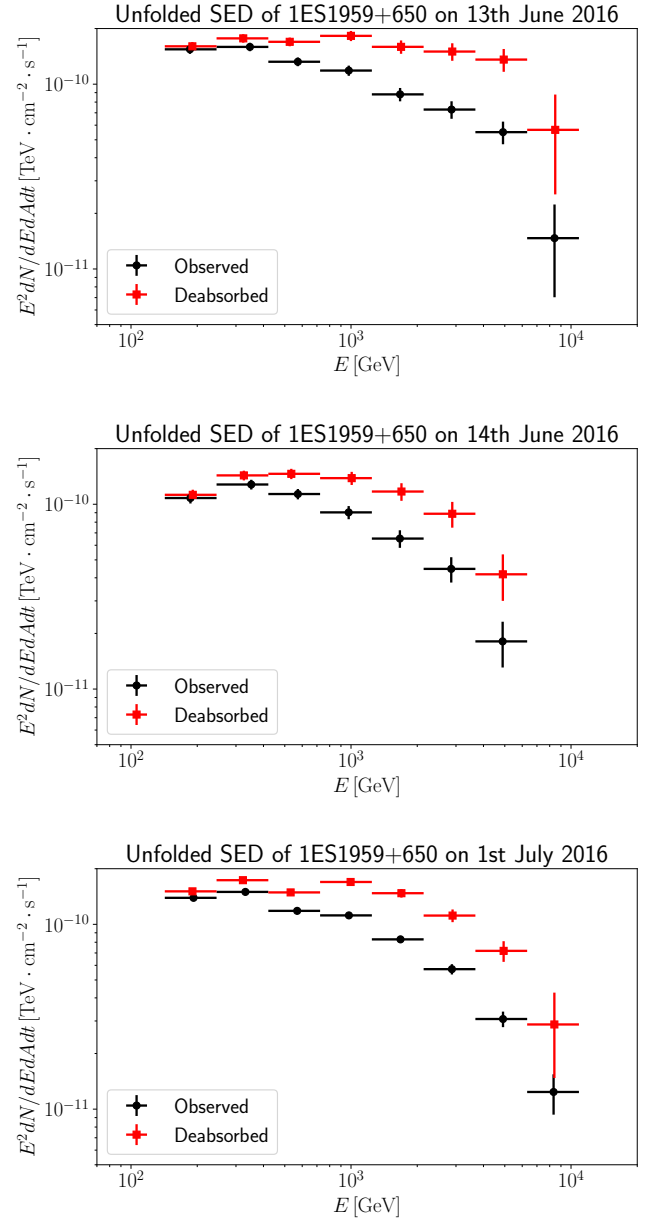 Unfolded SED of 1ES1959+650 on 13th June 2016
E²dN/dEdAdt [TeV · cm⁻² · s⁻¹]
10⁻¹⁰
10⁻¹¹
Observed
Deabsorbed
10² 10³ 10⁴
E [GeV]
Unfolded SED of 1ES1959+650 on 14th June 2016
E²dN/dEdAdt [TeV · cm⁻² · s⁻¹]
10⁻¹⁰
10⁻¹¹
Observed
Deabsorbed
10² 10³ 10⁴
E [GeV]
Unfolded SED of 1ES1959+650 on 1st July 2016
E²dN/dEdAdt [TeV · cm⁻² · s⁻¹]
10⁻¹⁰
10⁻¹¹
Observed
Deabsorbed
10² 10³ 10⁴
E [GeV]